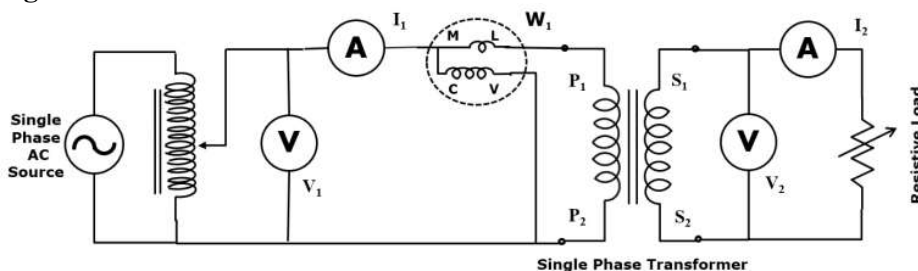 I₁
W₁
I₂
A
M
L
A
C
V
P₁
S₁
Single
Phase
AC
Source
V
V
V₁
V₂
Resistive Load
P₂
S₂
Single Phase Transformer